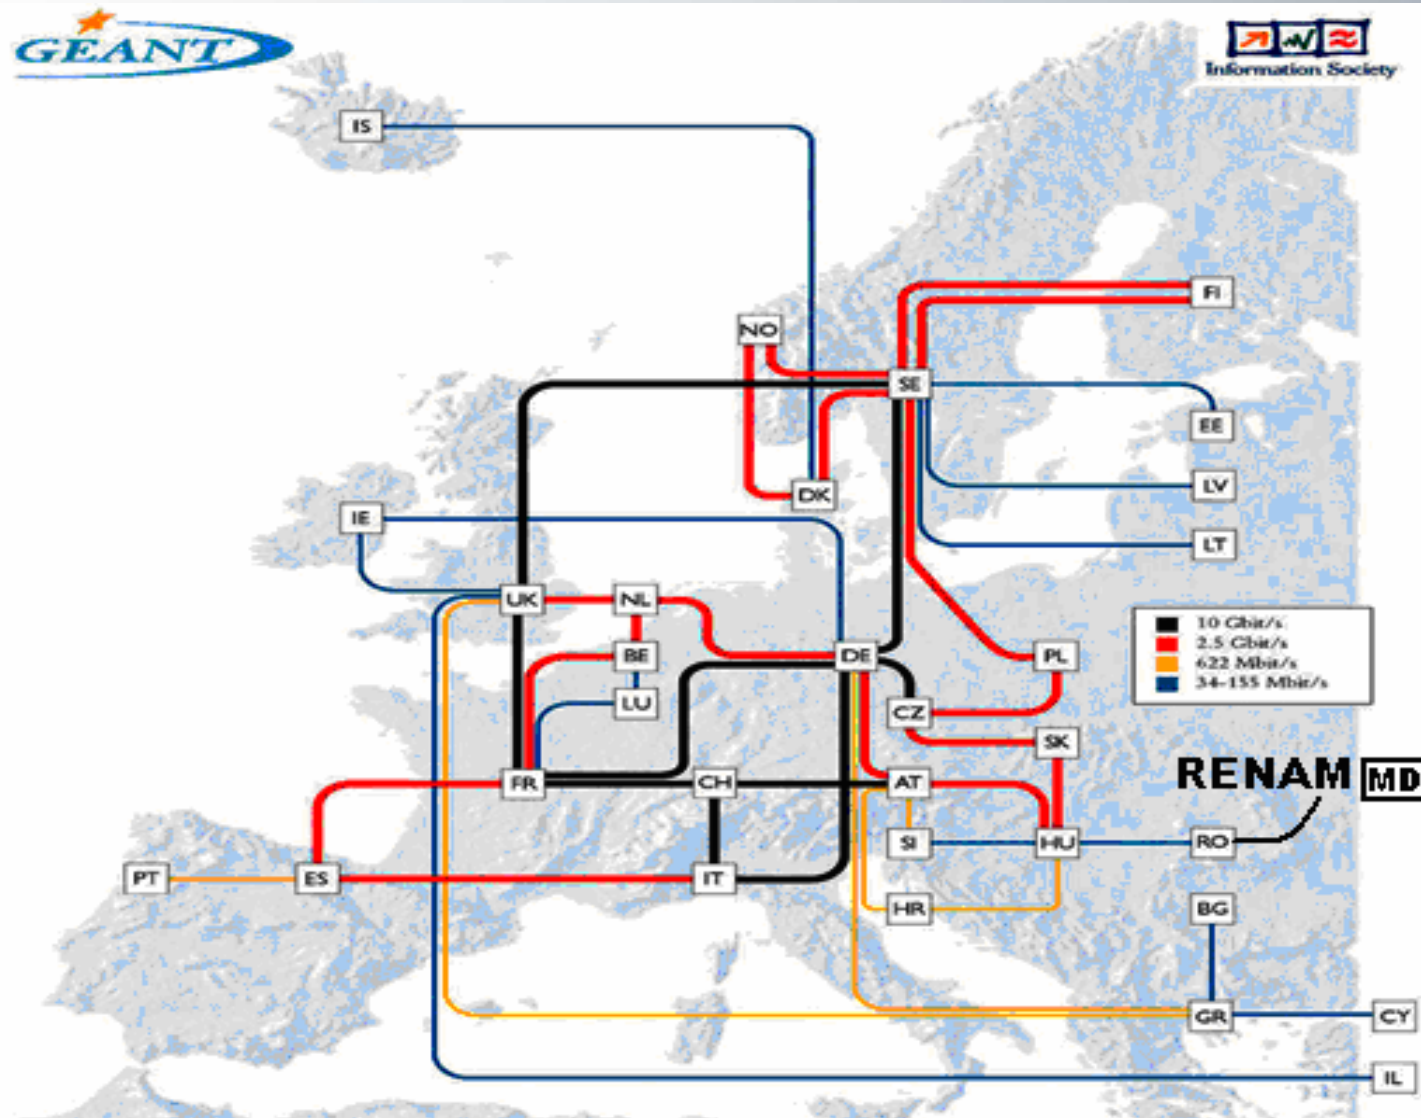 GEANT
Information Society
IS
FI
NO
SE
EE
DK
LV
IE
LT
UK
NL
10 Gbit/s
2.5 Gbit/s
622 Mbit/s
34-155 Mbit/s
BE
DE
PL
LU
CZ
SK
FR
CH
AT
RENAM MD
SI
HU
RO
PT
ES
IT
HR
BG
GR
CY
IL